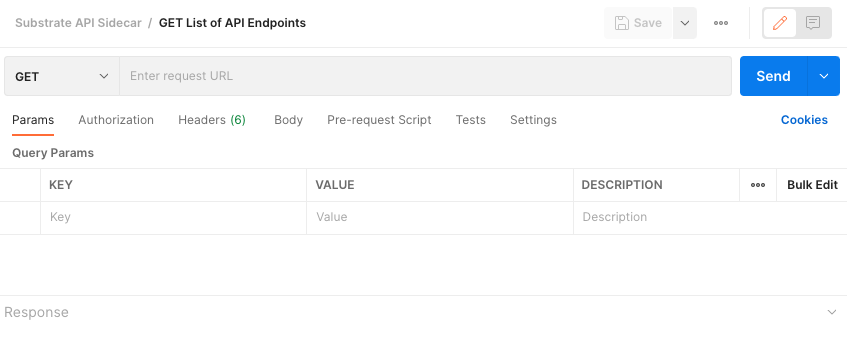 Substrate API Sidecar / GET List of API Endpoints
Save
GET Enter request URL Send
Params Authorization Headers (6) Body Pre-request Script Tests Settings Cookies
Query Params
KEY VALUE DESCRIPTION Bulk Edit
Key Value Description
Response